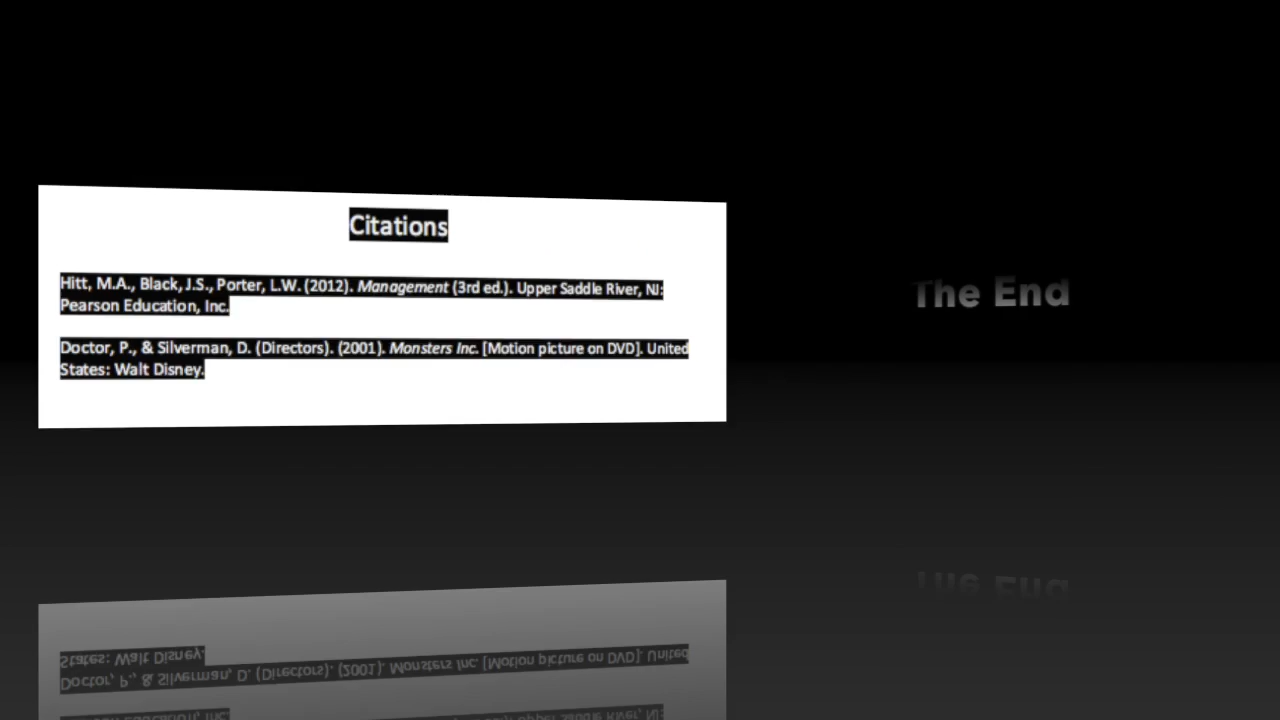 Citations
Hitt, M.A., Black, J.S., Porter, L.W. (2012). Management (3rd ed.). Upper Saddle River, NJ:
Pearson Education, Inc.
Doctor, P., & Silverman, D. (Directors). (2001). Monsters Inc. [Motion picture on DVD]. United
States: Walt Disney.
The End